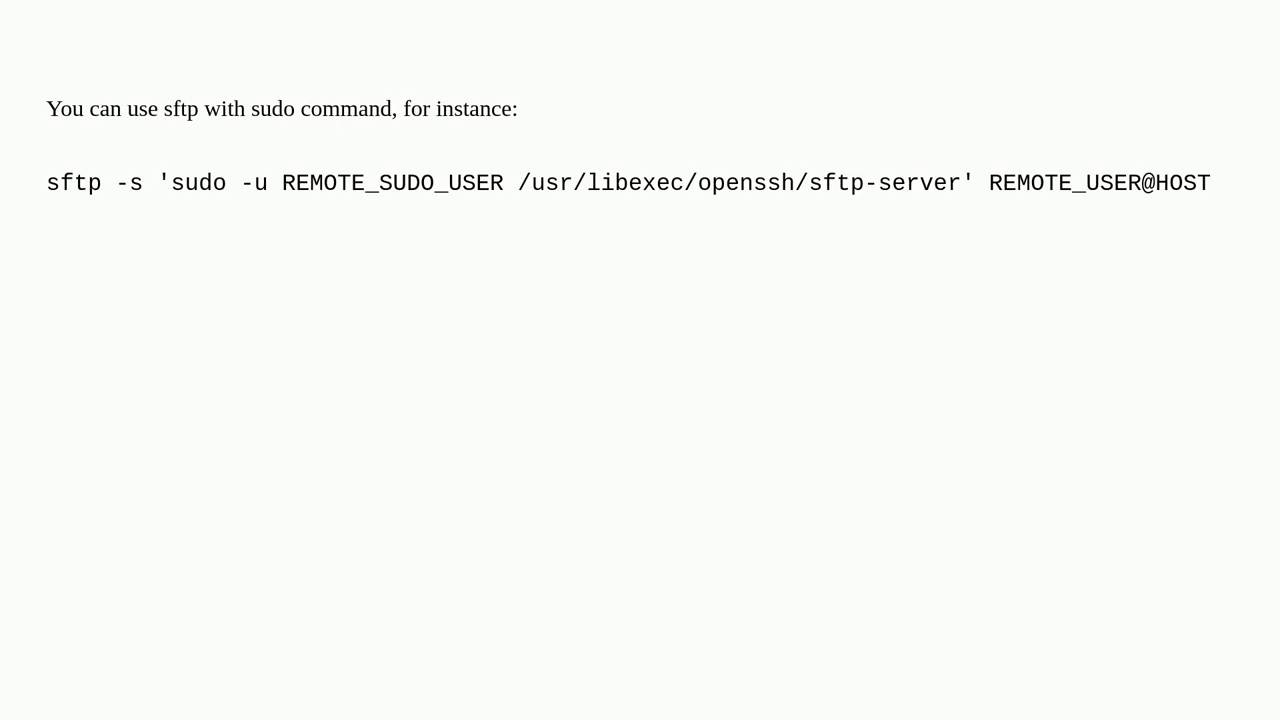 You can use sftp with sudo command, for instance:
sftp -s 'sudo -u REMOTE_SUDO_USER /usr/libexec/openssh/sftp-server' REMOTE_USER@HOST